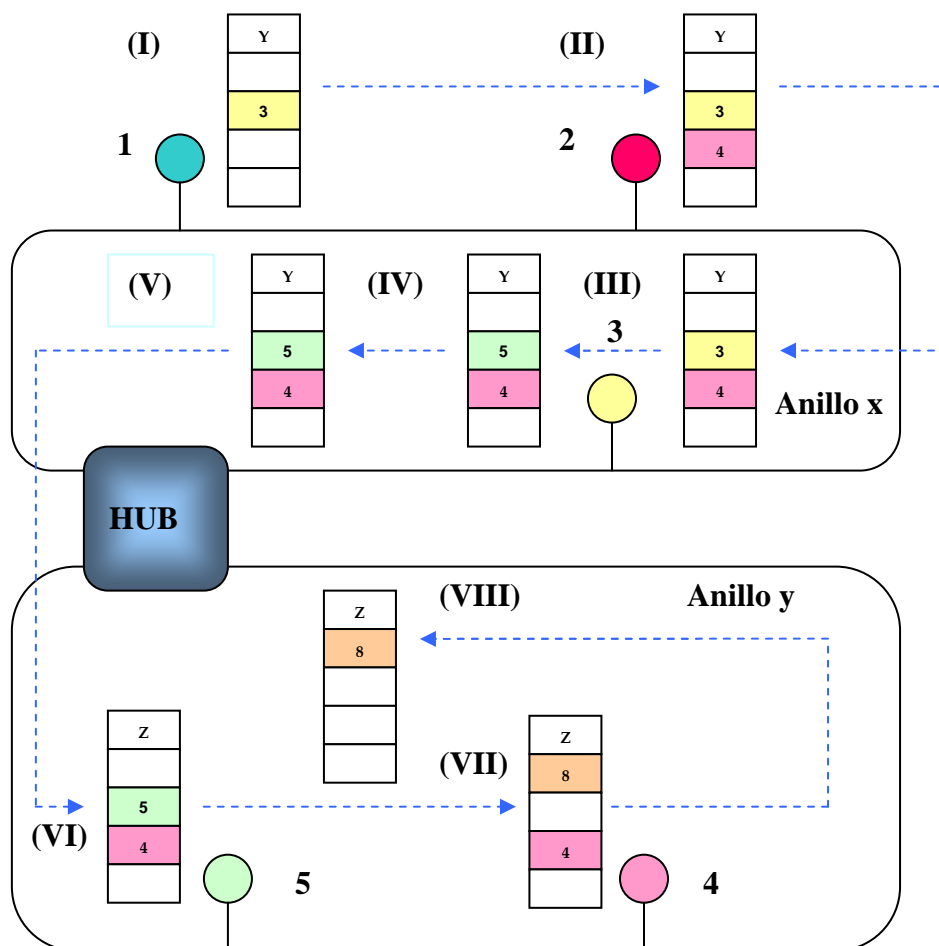 (I)
Y
3
1
(II)
Y
3
4
2
(V)
Y
5
4
(IV)
Y
5
4
(III)
3
Y
3
4
Anillo x
HUB
(VIII)
Anillo y
Z
8
Z
5
4
(VI)
5
(VII)
Z
8
4
4